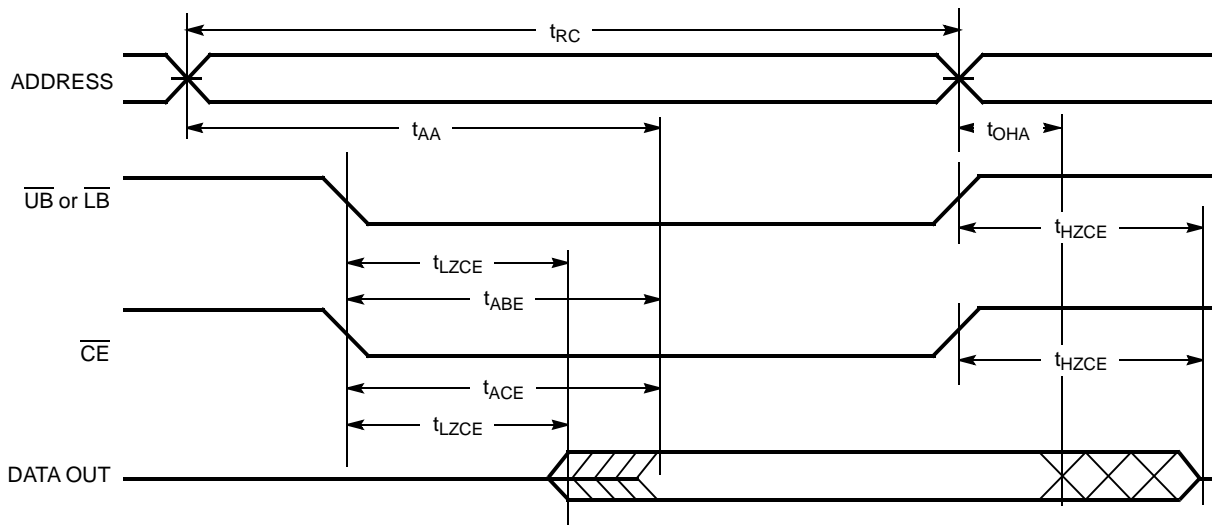 tRC
ADDRESS
tAA
tOHA
UB or LB
tHZCE
tLZCE
tABE
CE
tHZCE
tACE
tLZCE
DATA OUT